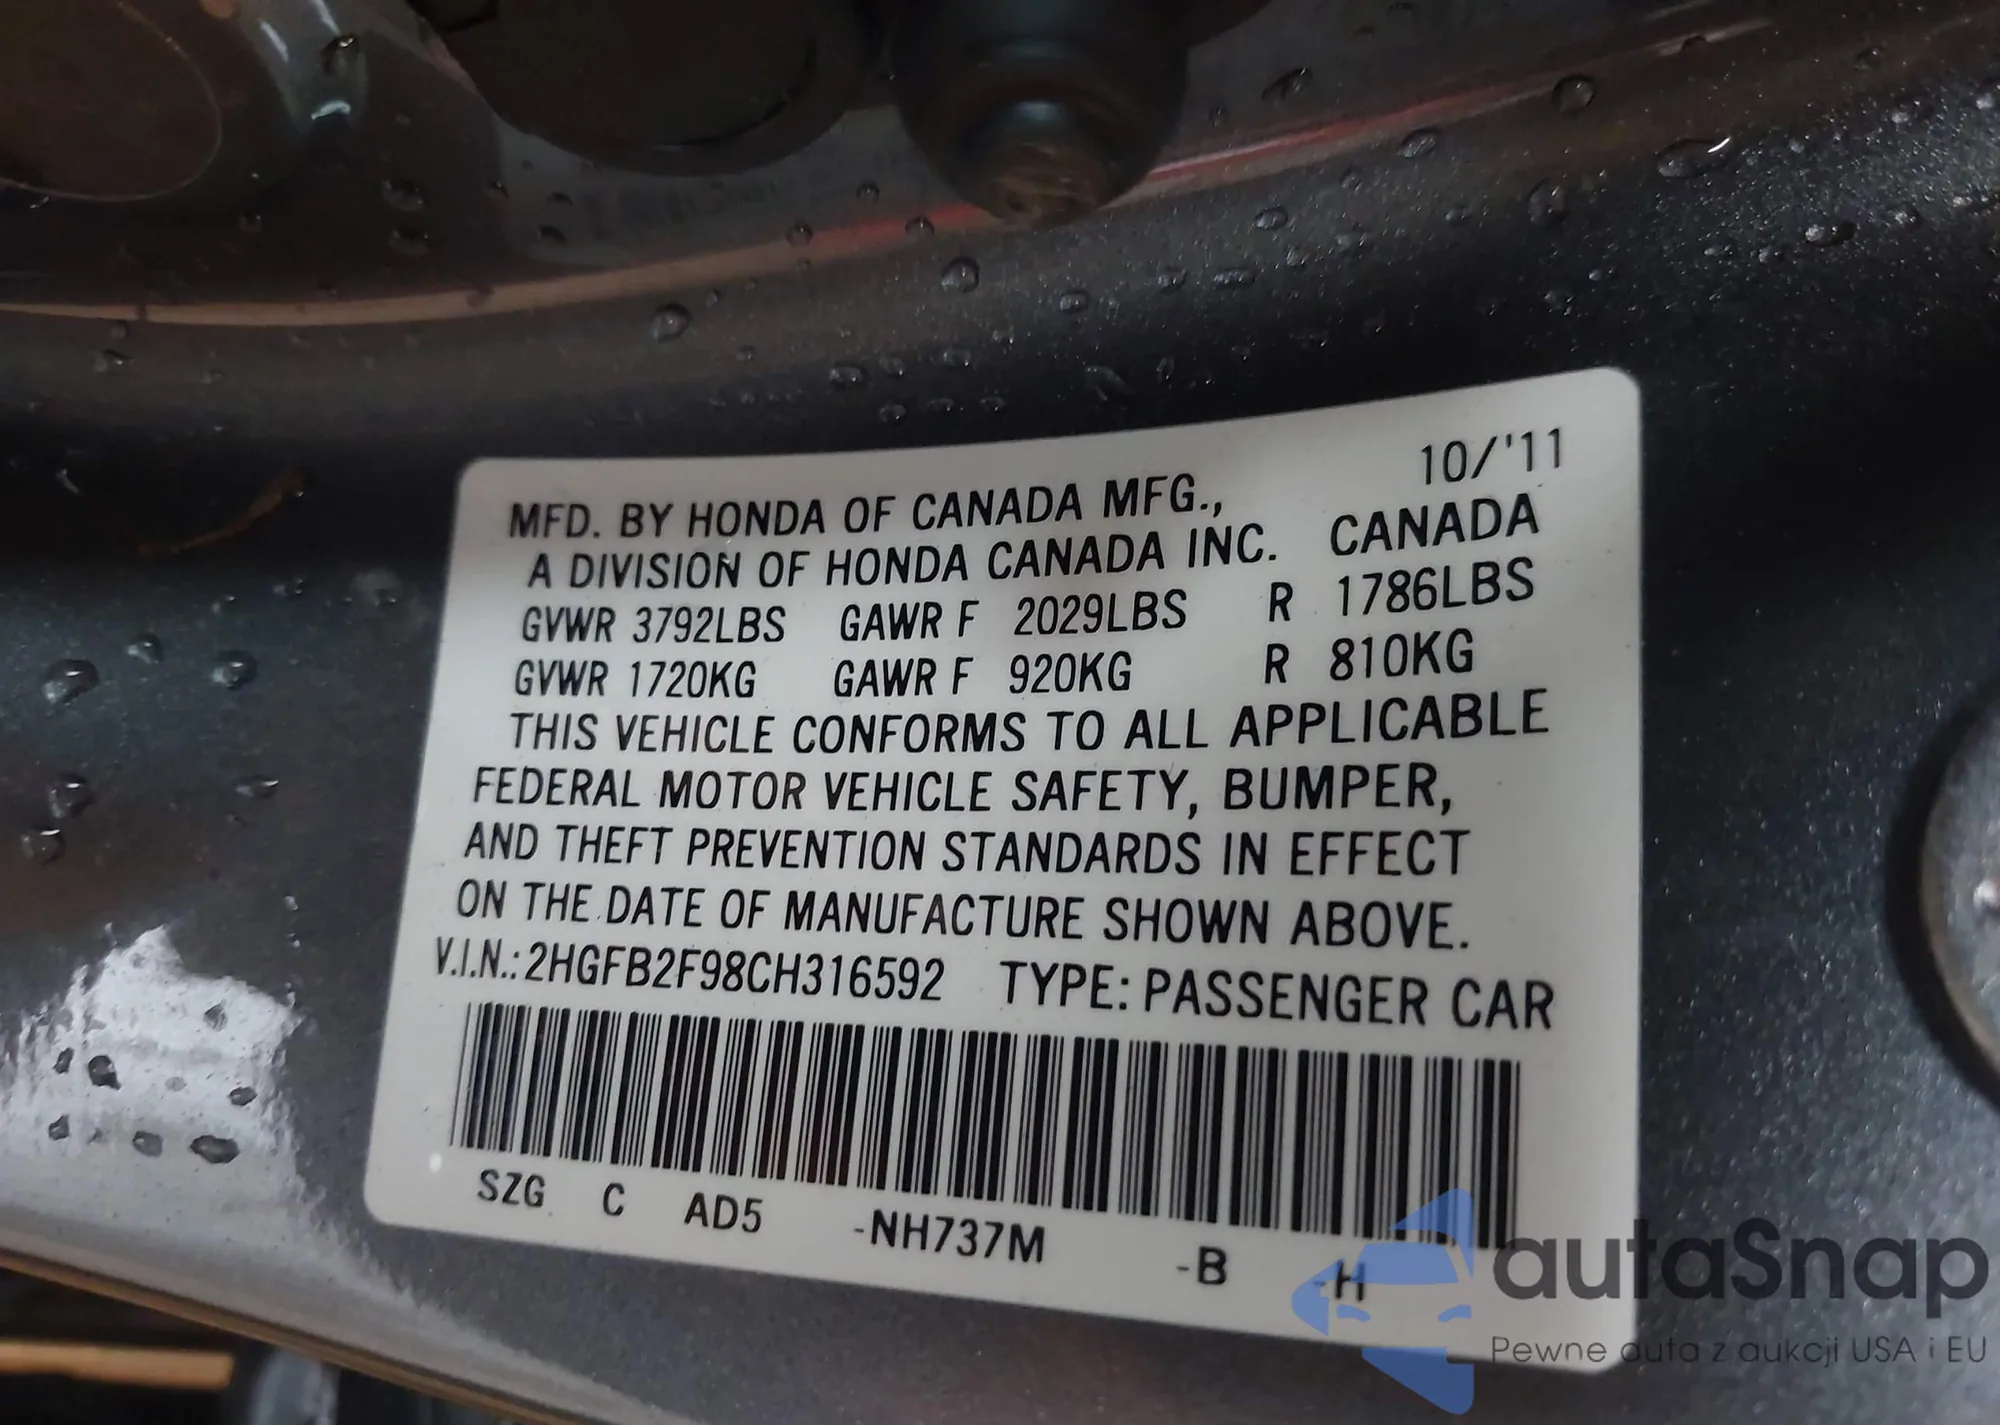 10/'11
MFD. BY HONDA OF CANADA MFG.,
A DIVISION OF HONDA CANADA INC. CANADA
GVWR 3792LBS GAWR F 2029LBS R 1786LBS
GVWR 1720KG GAWR F 920KG R 810KG
THIS VEHICLE CONFORMS TO ALL APPLICABLE
FEDERAL MOTOR VEHICLE SAFETY, BUMPER,
AND THEFT PREVENTION STANDARDS IN EFFECT
ON THE DATE OF MANUFACTURE SHOWN ABOVE.
V.I.N.: 2HGFB2F98CH316592 TYPE: PASSENGER CAR
SZG C AD5 -NH737M -B -H
autaSnap
Pewne auta z aukcji USA i EU